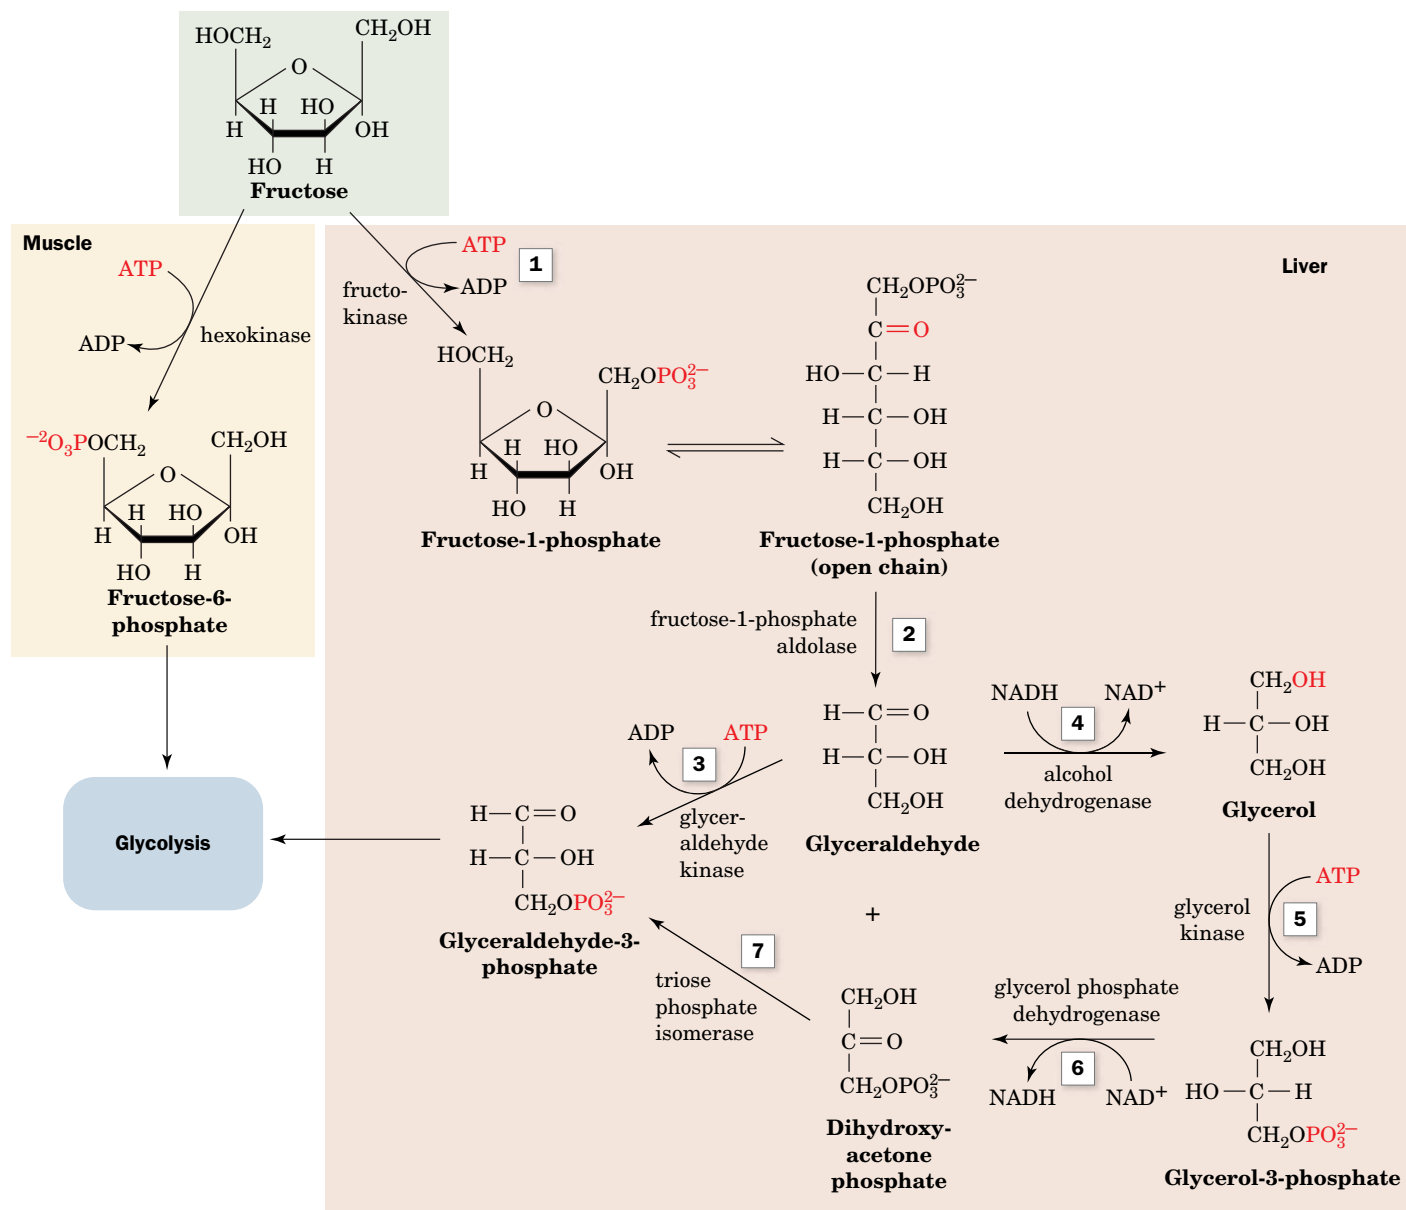 HOCH2 CH2OH
O
H HO
H OH
HO H
Fructose
Muscle
ATP
ADP
hexokinase
−2O3POCH2 CH2OH
O
H HO
H OH
HO H
Fructose-6-
phosphate
Glycolysis
Liver
ATP
1
ADP
fructo-
kinase
HOCH2
CH2OPO3 2−
O
H HO
H OH
HO H
Fructose-1-phosphate
CH2OPO3 2−
C=O
HO—C—H
H—C—OH
H—C—OH
CH2OH
Fructose-1-phosphate
(open chain)
fructose-1-phosphate
aldolase
2
H—C=O
H—C—OH
CH2OH
Glyceraldehyde
ADP ATP
3
glycer-
aldehyde
kinase
H—C=O
H—C—OH
CH2OPO3 2−
Glyceraldehyde-3-
phosphate
NADH NAD+
4
alcohol
dehydrogenase
CH2OH
H—C—OH
CH2OH
Glycerol
ATP
glycerol
kinase
5
ADP
CH2OH
HO—C—H
CH2OPO3 2−
Glycerol-3-phosphate
glycerol phosphate
dehydrogenase
6
NADH NAD+
+
CH2OH
C=O
CH2OPO3 2−
Dihydroxy-
acetone
phosphate
7
triose
phosphate
isomerase